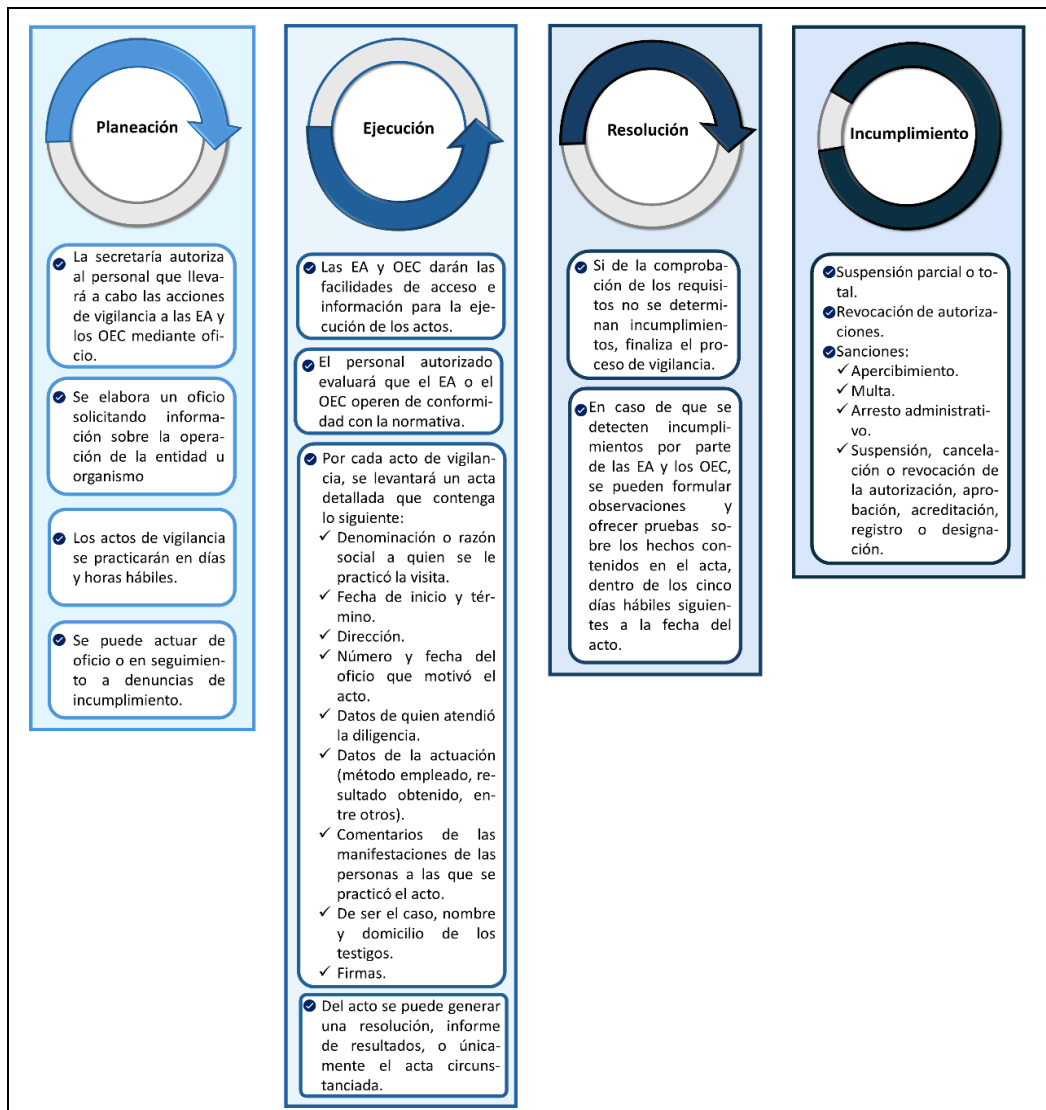 Planeación
La secretaría autoriza
al personal que lleva-
rá a cabo las acciones
de vigilancia a las EA y
los OEC mediante ofi-
cio.
Se elabora un oficio
solicitando informa-
ción sobre la opera-
ción de la entidad u
organismo
Los actos de vigilancia
se practicarán en días
y horas hábiles.
Se puede actuar de
oficio o en seguimien-
to a denuncias de
incumplimiento.
Ejecución
Las EA y OEC darán las
facilidades de acceso e
información para la eje-
cución de los actos.
El personal autorizado
evaluará que el EA o el
OEC operen de conformi-
dad con la normativa.
Por cada acto de vigilan-
cia, se levantará un acta
detallada que contenga
lo siguiente:
✓ Denominación o razón
social a quien se le
practicó la visita.
✓ Fecha de inicio y tér-
mino.
✓ Dirección.
✓ Número y fecha del
oficio que motivó el
acto.
✓ Datos de quien atendió
la diligencia.
✓ Datos de la actuación
(método empleado, re-
sultado obtenido, en-
tre otros).
✓ Comentarios de las
manifestaciones de las
personas a las que se
practicó el acto.
✓ De ser el caso, nombre
y domicilio de los
testigos.
✓ Firmas.
Del acto se puede generar
una resolución, informe
de resultados, o única-
mente el acta circuns-
tanciada.
Resolución
Si de la comproba-
ción de los requisi-
tos no se determi-
nan incumplimien-
tos, finaliza el pro-
ceso de vigilancia.
En caso de que se
detecten incumpli-
mientos por parte
de las EA y los OEC,
se pueden formular
observaciones y
ofrecer pruebas so-
bre los hechos con-
tenidos en el acta,
dentro de los cinco
días hábiles siguien-
tes a la fecha del
acto.
Incumplimiento
Suspensión parcial o to-
tal.
Revocación de autoriza-
ciones.
Sanciones:
✓ Apercibimiento.
✓ Multa.
✓ Arresto administrati-
vo.
✓ Suspensión, cancela-
ción o revocación de
la autorización, apro-
bación, acreditación,
registro o designa-
ción.